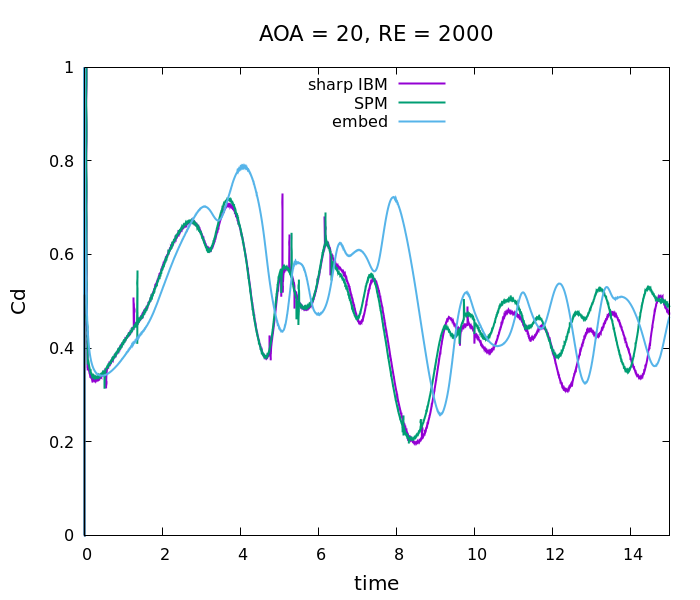 AOA = 20, RE = 2000
sharp IBM
SPM
embed
1
0.8
0.6
0.4
0.2
0
Cd
0 2 4 6 8 10 12 14
time